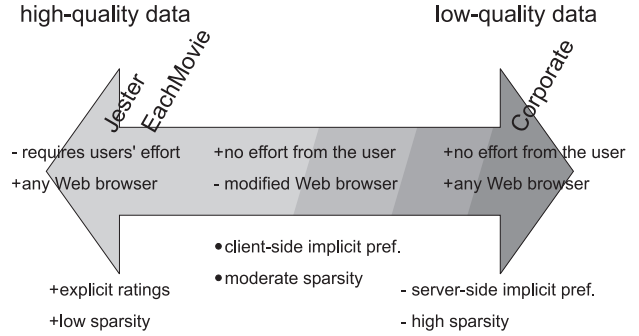 high-quality data
low-quality data
Jester
EachMovie
Corporate
- requires users' effort
+any Web browser
+no effort from the user
- modified Web browser
+no effort from the user
+any Web browser
•client-side implicit pref.
•moderate sparsity
+explicit ratings
+low sparsity
- server-side implicit pref.
- high sparsity